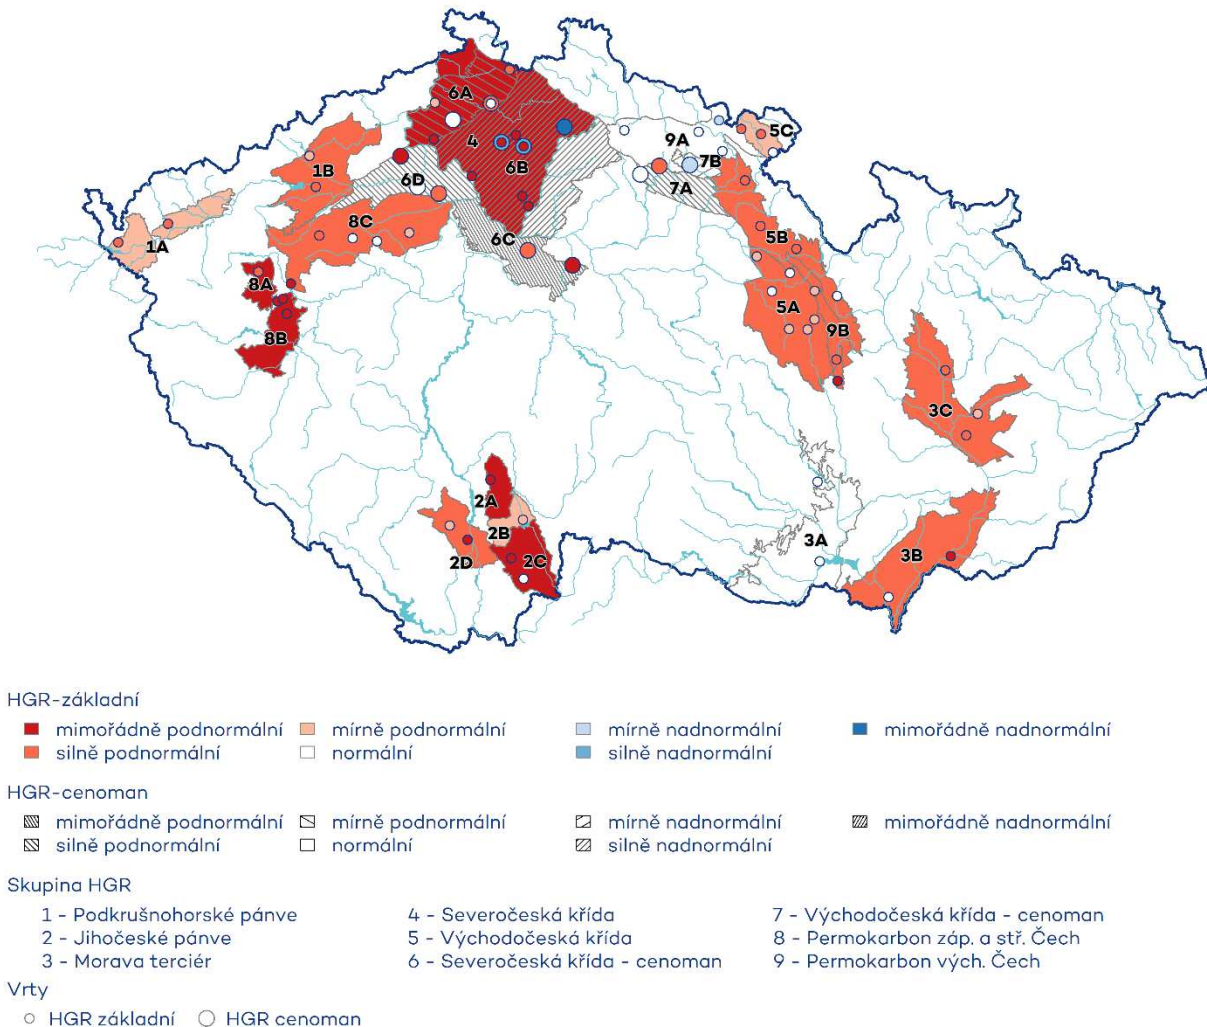 6A
5C
4
9A
6B
7B
1B
6D
7A
8C
6C
5B
1A
8A
5A
9B
8B
3C
2A
2B
3A
3B
2D
2C
HGR-základní
mimořádně podnormální mírně podnormální mírně nadnormální mimořádně nadnormální
silně podnormální normální silně nadnormální
HGR-cenoman
mimořádně podnormální mírně podnormální mírně nadnormální mimořádně nadnormální
silně podnormální normální silně nadnormální
Skupina HGR
1 - Podkrušnohorské pánve 4 - Severočeská křída 7 - Východočeská křída - cenoman
2 - Jihočeské pánve 5 - Východočeská křída 8 - Permokarbon záp. a stř. Čech
3 - Morava terciér 6 - Severočeská křída - cenoman 9 - Permokarbon vých. Čech
Vrty
HGR základní HGR cenoman